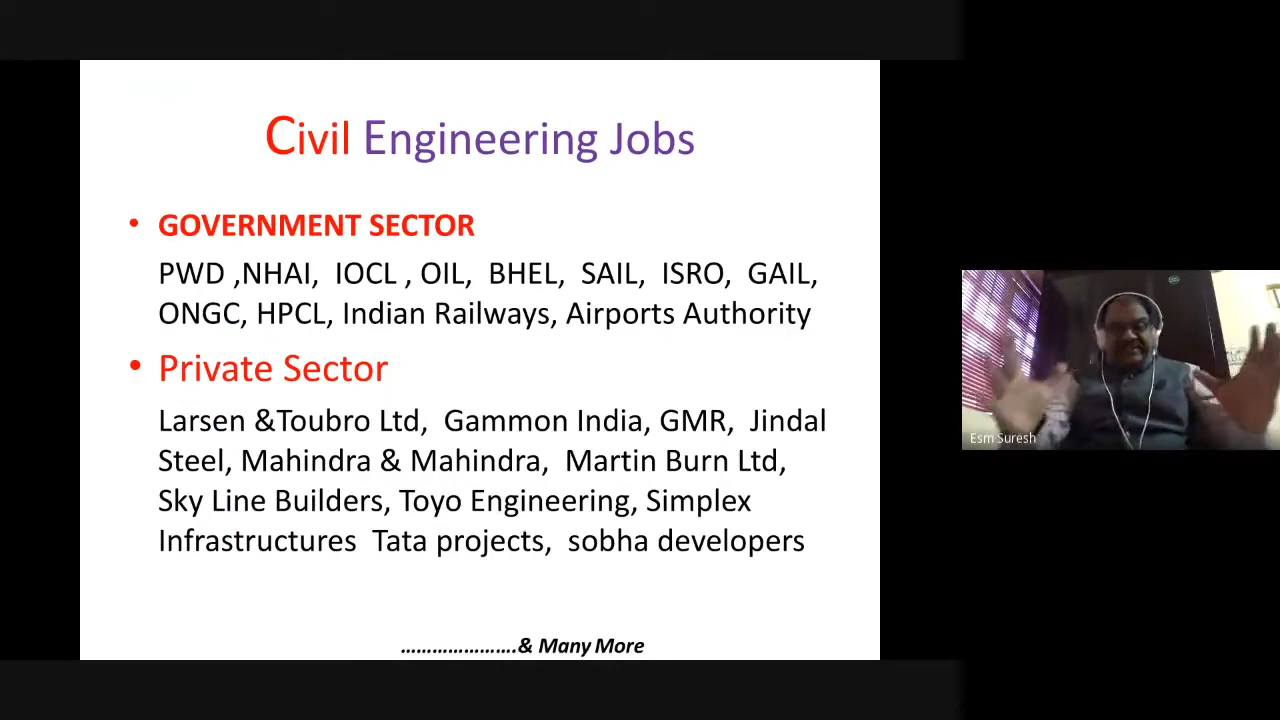 Civil Engineering Jobs
• GOVERNMENT SECTOR
PWD ,NHAI, IOCL , OIL, BHEL, SAIL, ISRO, GAIL,
ONGC, HPCL, Indian Railways, Airports Authority
• Private Sector
Larsen &Toubro Ltd, Gammon India, GMR, Jindal
Steel, Mahindra & Mahindra, Martin Burn Ltd,
Sky Line Builders, Toyo Engineering, Simplex
Infrastructures Tata projects, sobha developers
………………….& Many More
Esm Suresh